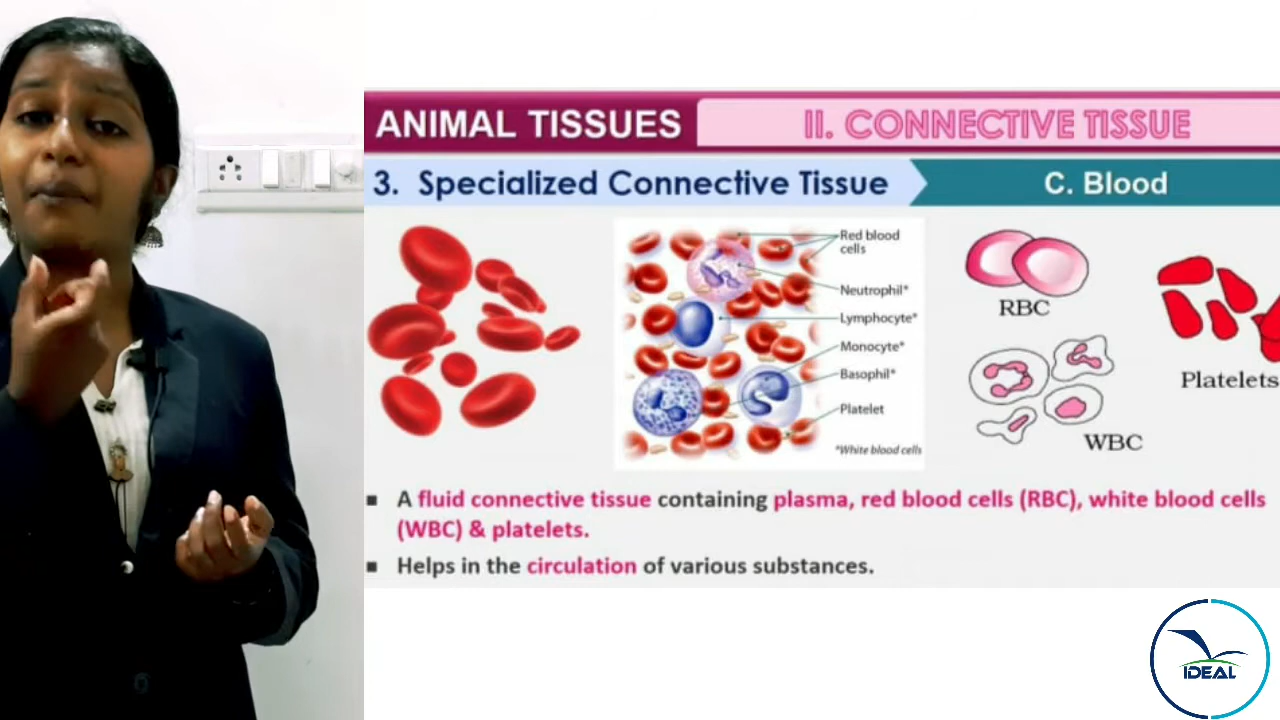 ANIMAL TISSUES
II. CONNECTIVE TISSUE
3. Specialized Connective Tissue
C. Blood
Red blood
cells
Neutrophil*
Lymphocyte*
Monocyte*
Basophil*
Platelet
*White blood cells
RBC
WBC
Platelets
▪ A fluid connective tissue containing plasma, red blood cells (RBC), white blood cells
(WBC) & platelets.
▪ Helps in the circulation of various substances.
IDEAL